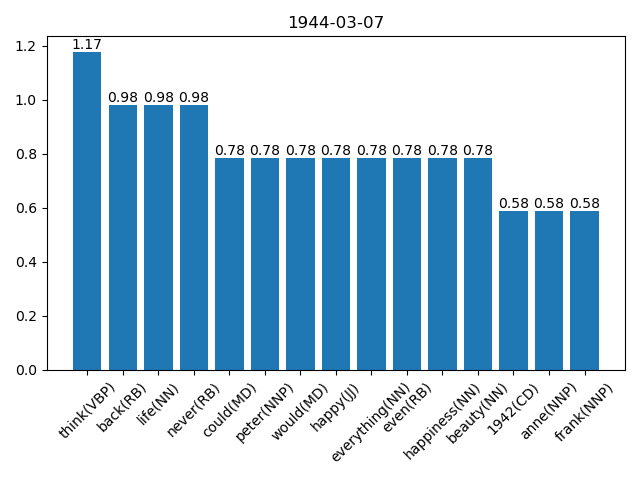 1944-03-07
1.17
0.98 0.98 0.98
0.78 0.78 0.78 0.78 0.78 0.78 0.78 0.78
0.58 0.58 0.58
1.2
1.0
0.8
0.6
0.4
0.2
0.0
think(VBP)
back(RB)
life(NN)
never(RB)
could(MD)
peter(NNP)
would(MD)
happy(JJ)
everything(NN)
even(RB)
happiness(NN)
beauty(NN)
1942(CD)
anne(NNP)
frank(NNP)